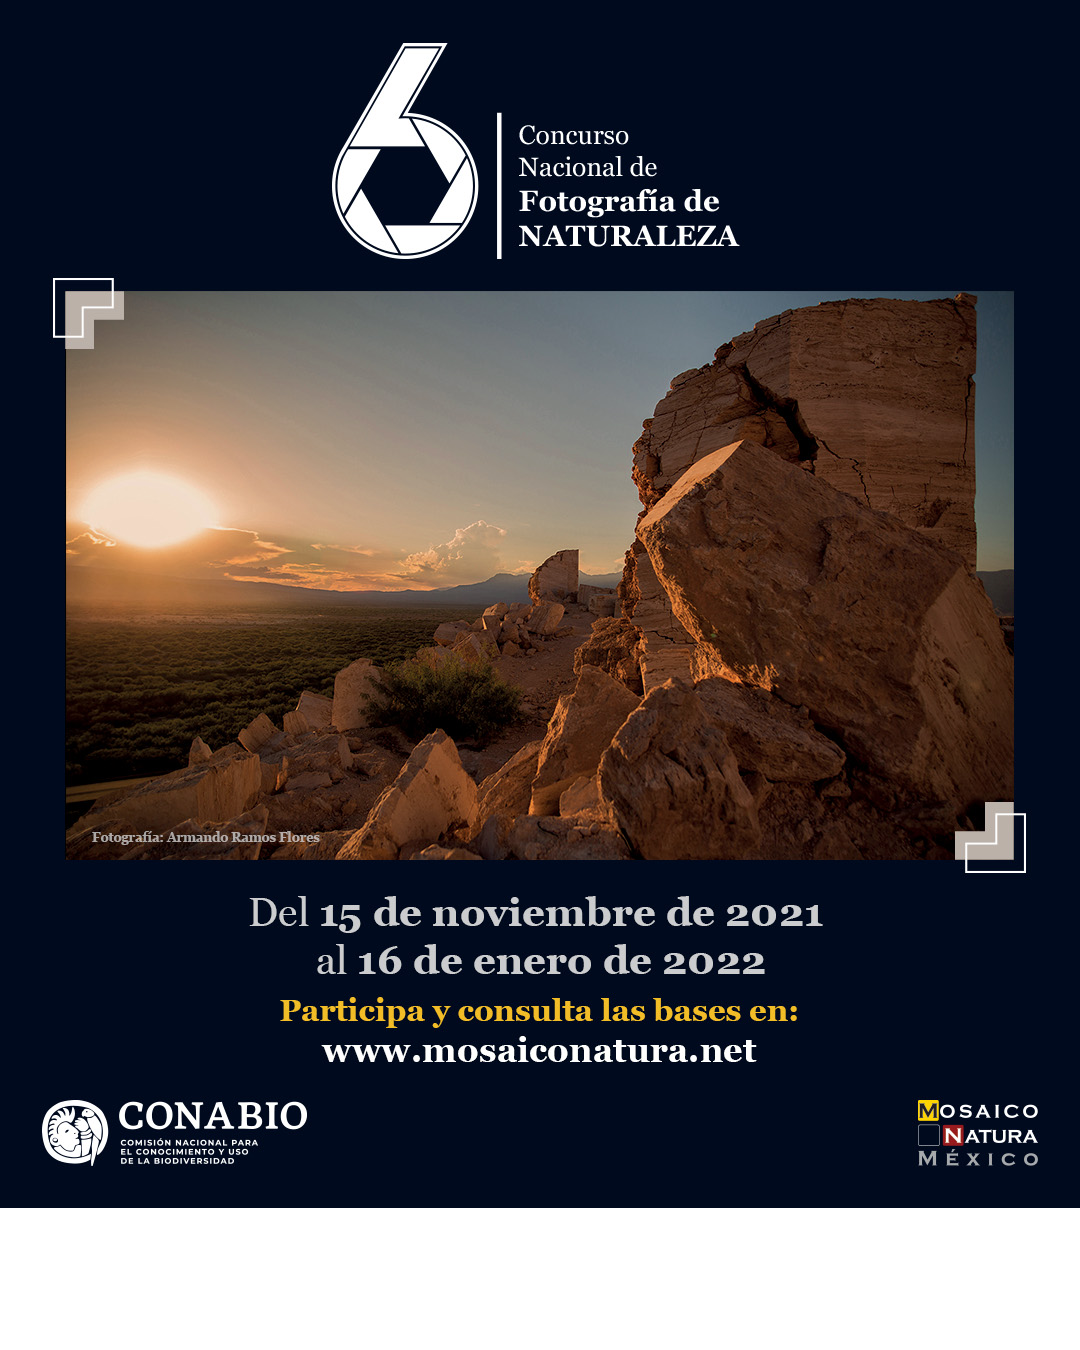 6
Concurso
Nacional de
Fotografía de
NATURALEZA
Fotografía: Armando Ramos Flores
Del 15 de noviembre de 2021
al 16 de enero de 2022
Participa y consulta las bases en:
www.mosaiconatura.net
CONABIO
COMISIÓN NACIONAL PARA
EL CONOCIMIENTO Y USO
DE LA BIODIVERSIDAD
MOSAICO
NATURA
MÉXICO